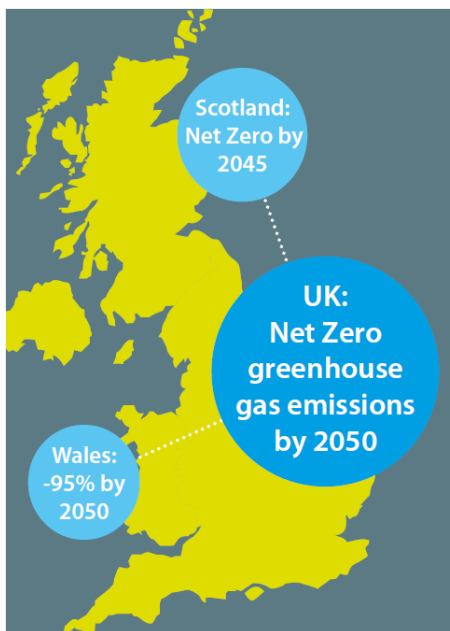 Scotland:
Net Zero by
2045
UK:
Net Zero
greenhouse
gas emissions
by 2050
Wales:
-95% by
2050